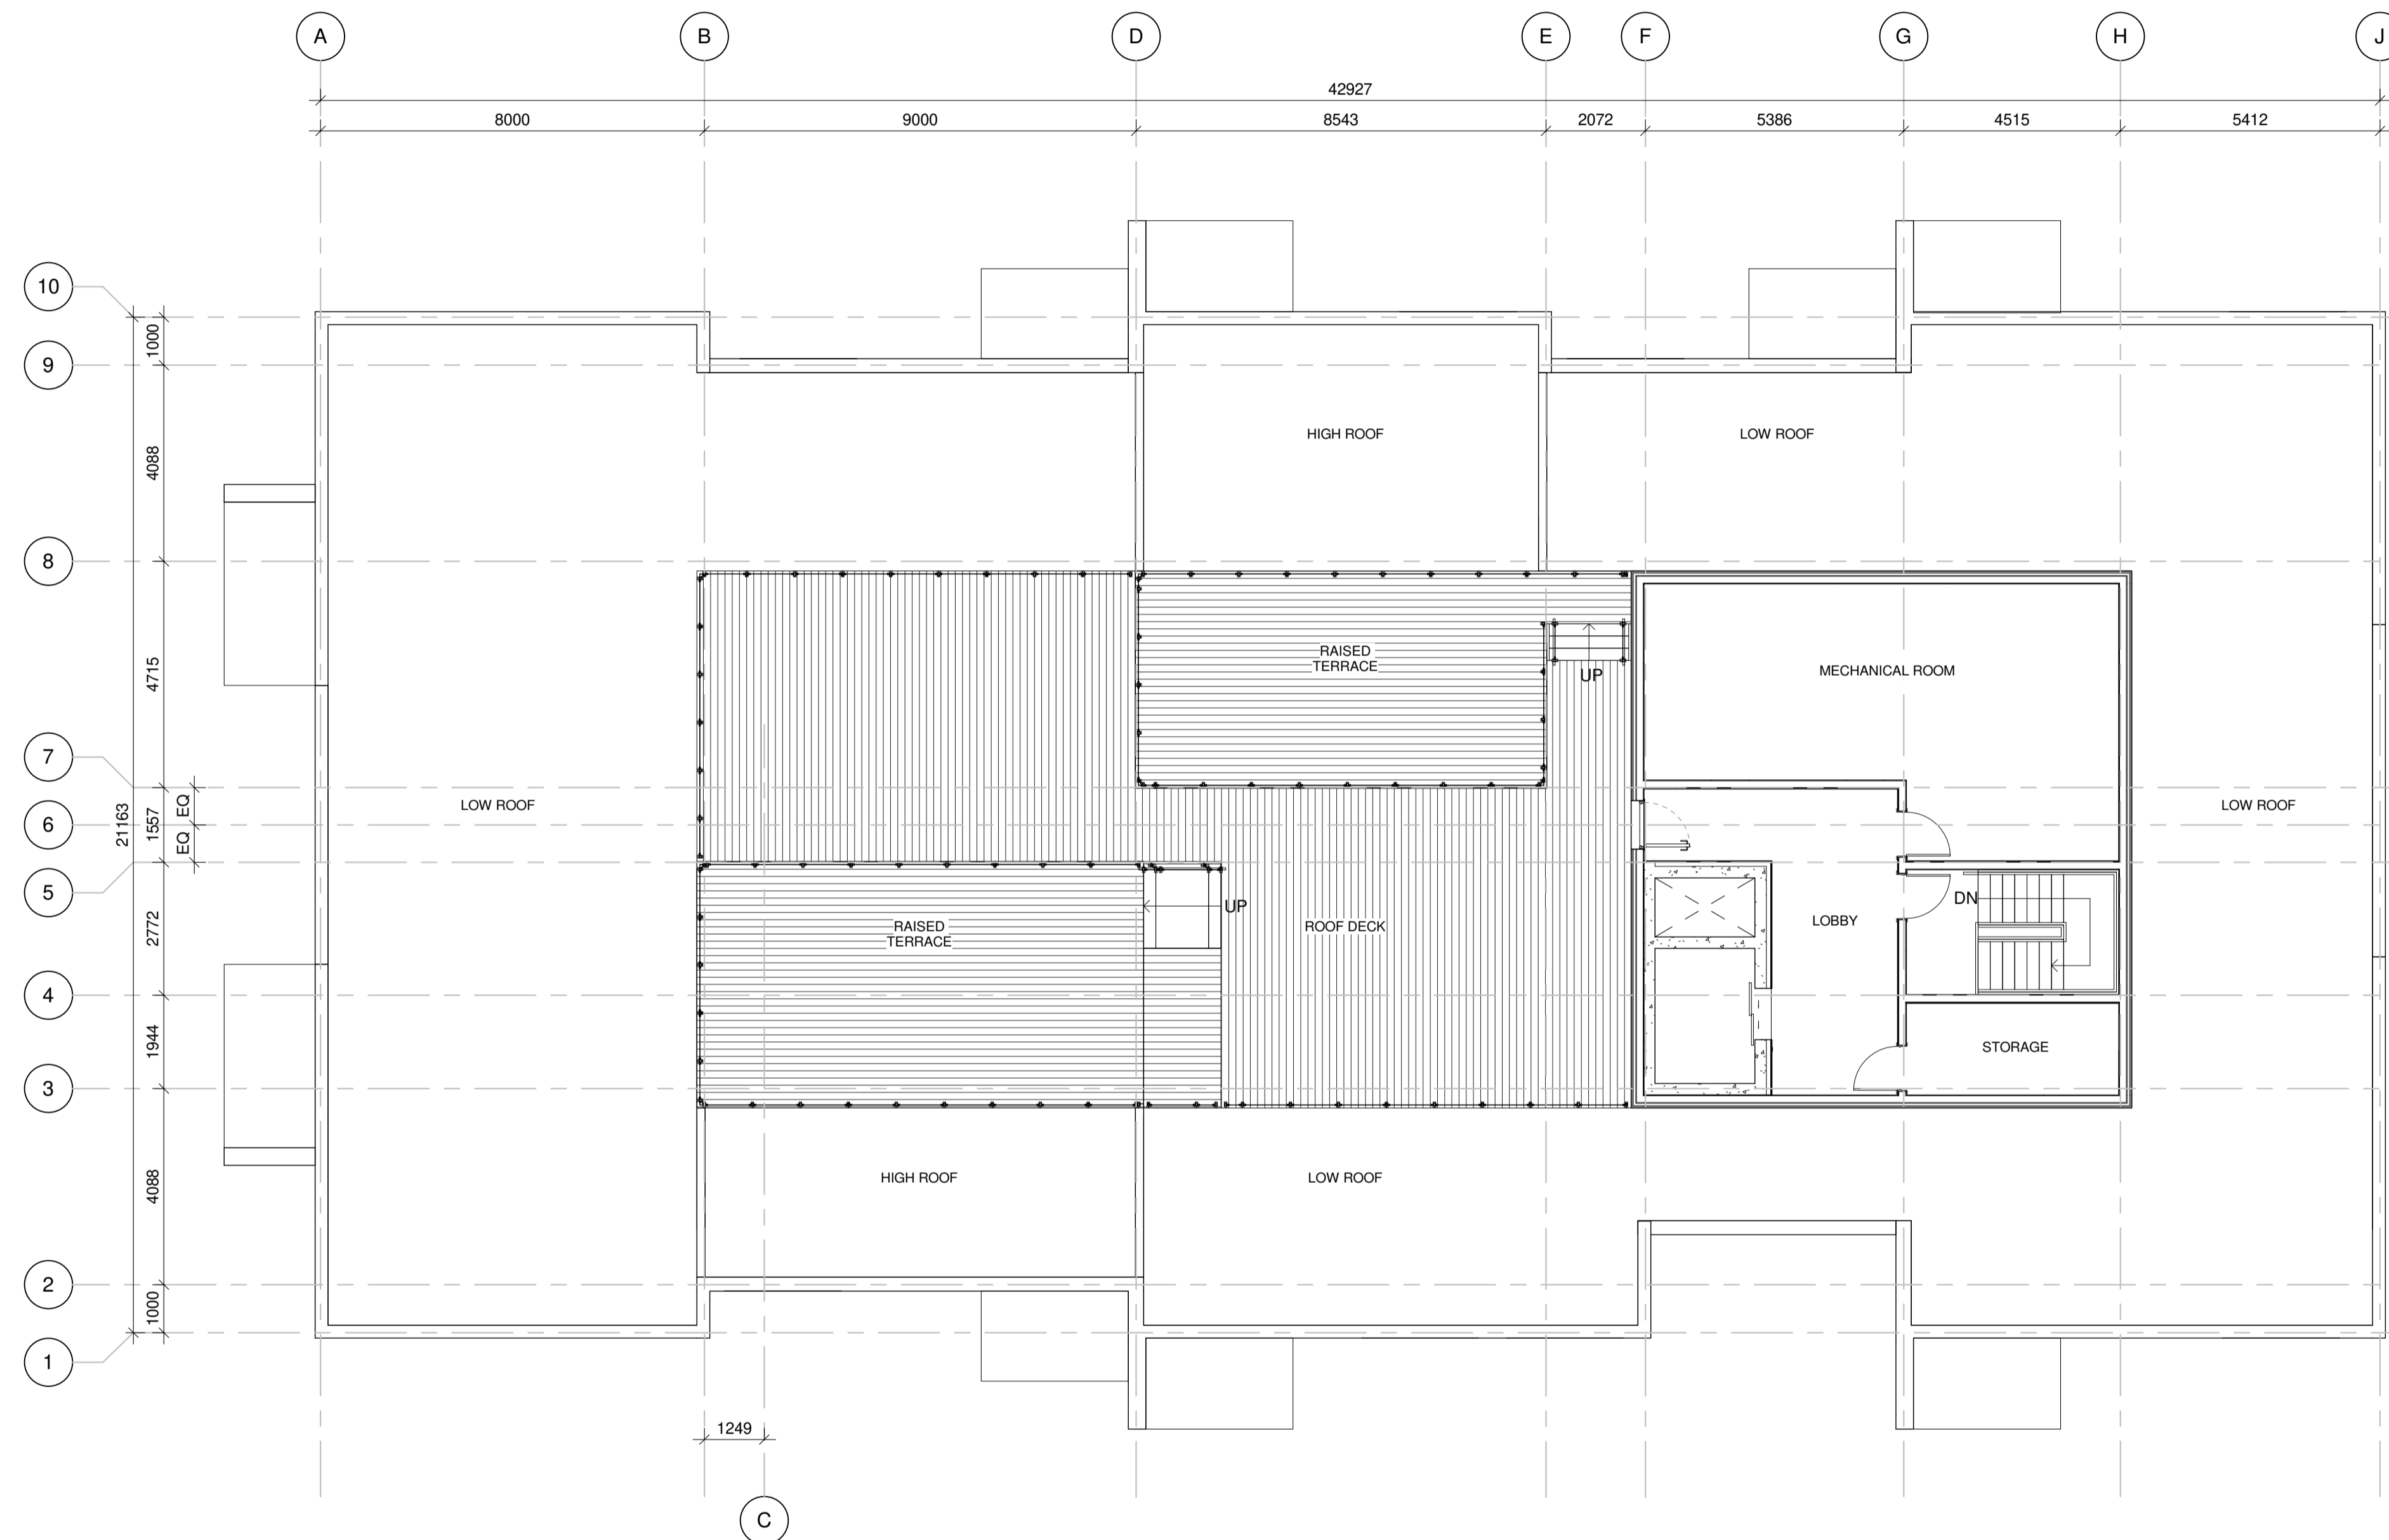 A
B
D
E
F
G
H
J
42927
8000
9000
8543
2072
5386
4515
5412
10
1000
9
4088
HIGH ROOF
LOW ROOF
8
4715
RAISED
TERRACE
UP
MECHANICAL ROOM
7
21163
1557
EQ
EQ
LOW ROOF
LOW ROOF
6
5
2772
RAISED
TERRACE
UP
ROOF DECK
LOBBY
DN
4
1944
STORAGE
3
4088
HIGH ROOF
LOW ROOF
2
1000
1
1249
C